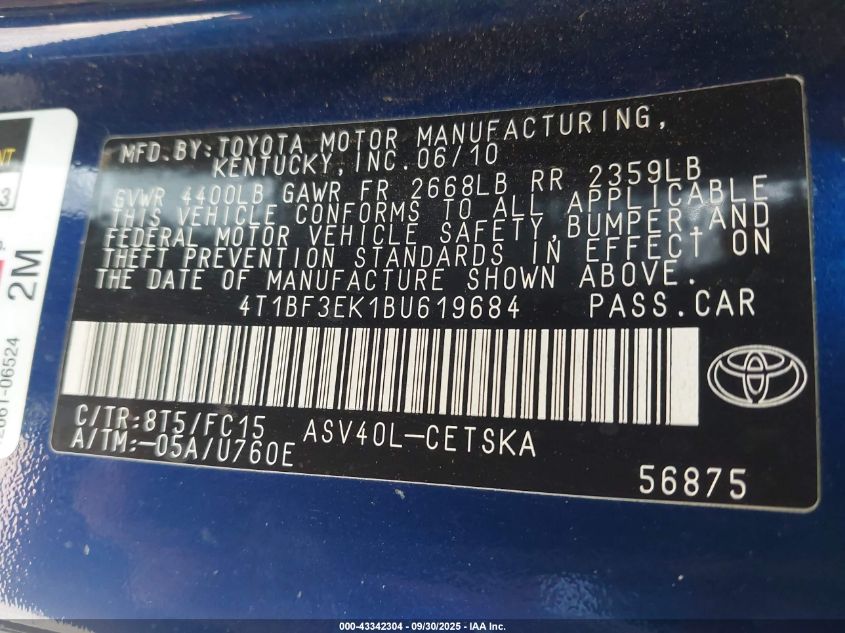 MFD.BY:TOYOTA MOTOR MANUFACTURING,
KENTUCKY,INC.06/10
GVWR 4400LB GAWR FR 2668LB RR 2359LB
THIS VEHICLE CONFORMS TO ALL APPLICABLE
FEDERAL MOTOR VEHICLE SAFETY,BUMPER,AND
THEFT PREVENTION STANDARDS IN EFFECT ON
THE DATE OF MANUFACTURE SHOWN ABOVE.
4T1BF3EK1BU619684 PASS.CAR
C/TR:8T5/FC15 ASV40L-CETSKA
A/TM:-05A/U760E
56875
2M
061-06524
000-43342304 - 09/30/2025 - IAA Inc.